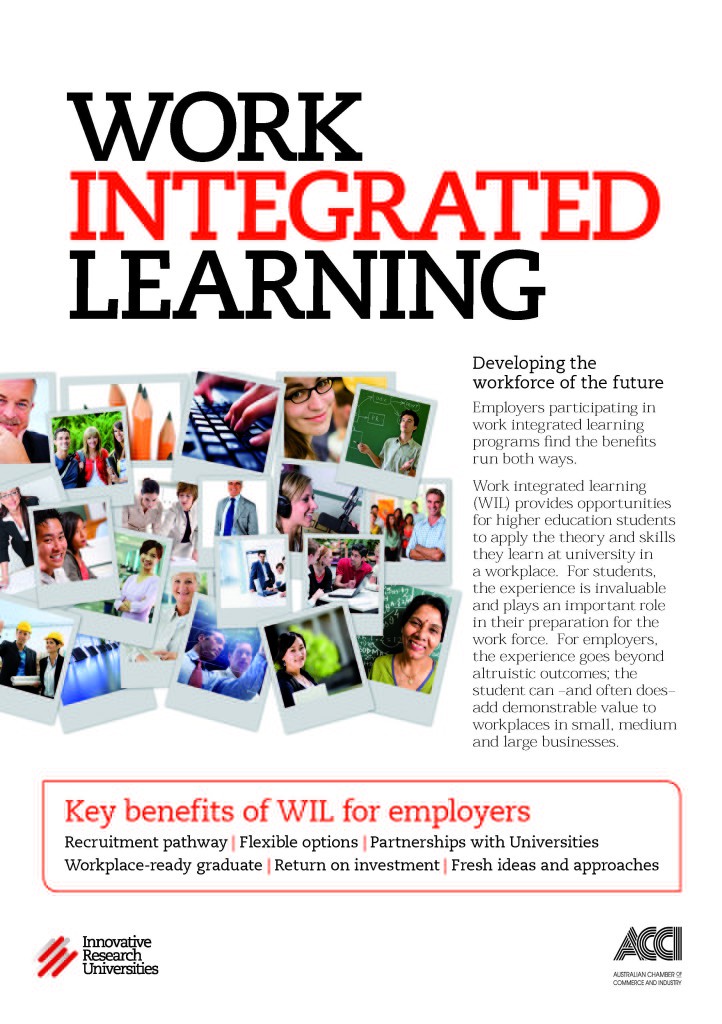 WORK
INTEGRATED
LEARNING
Developing the
workforce of the future
Employers participating in
work integrated learning
programs find the benefits
run both ways.
Work integrated learning
(WIL) provides opportunities
for higher education students
to apply the theory and skills
they learn at university in
a workplace. For students,
the experience is invaluable
and plays an important role
in their preparation for the
work force. For employers,
the experience goes beyond
altruistic outcomes; the
student can –and often does–
add demonstrable value to
workplaces in small, medium
and large businesses.
Key benefits of WIL for employers
Recruitment pathway | Flexible options | Partnerships with Universities
Workplace-ready graduate | Return on investment | Fresh ideas and approaches
Innovative
Research
Universities
ACCI
AUSTRALIAN CHAMBER OF
COMMERCE AND INDUSTRY